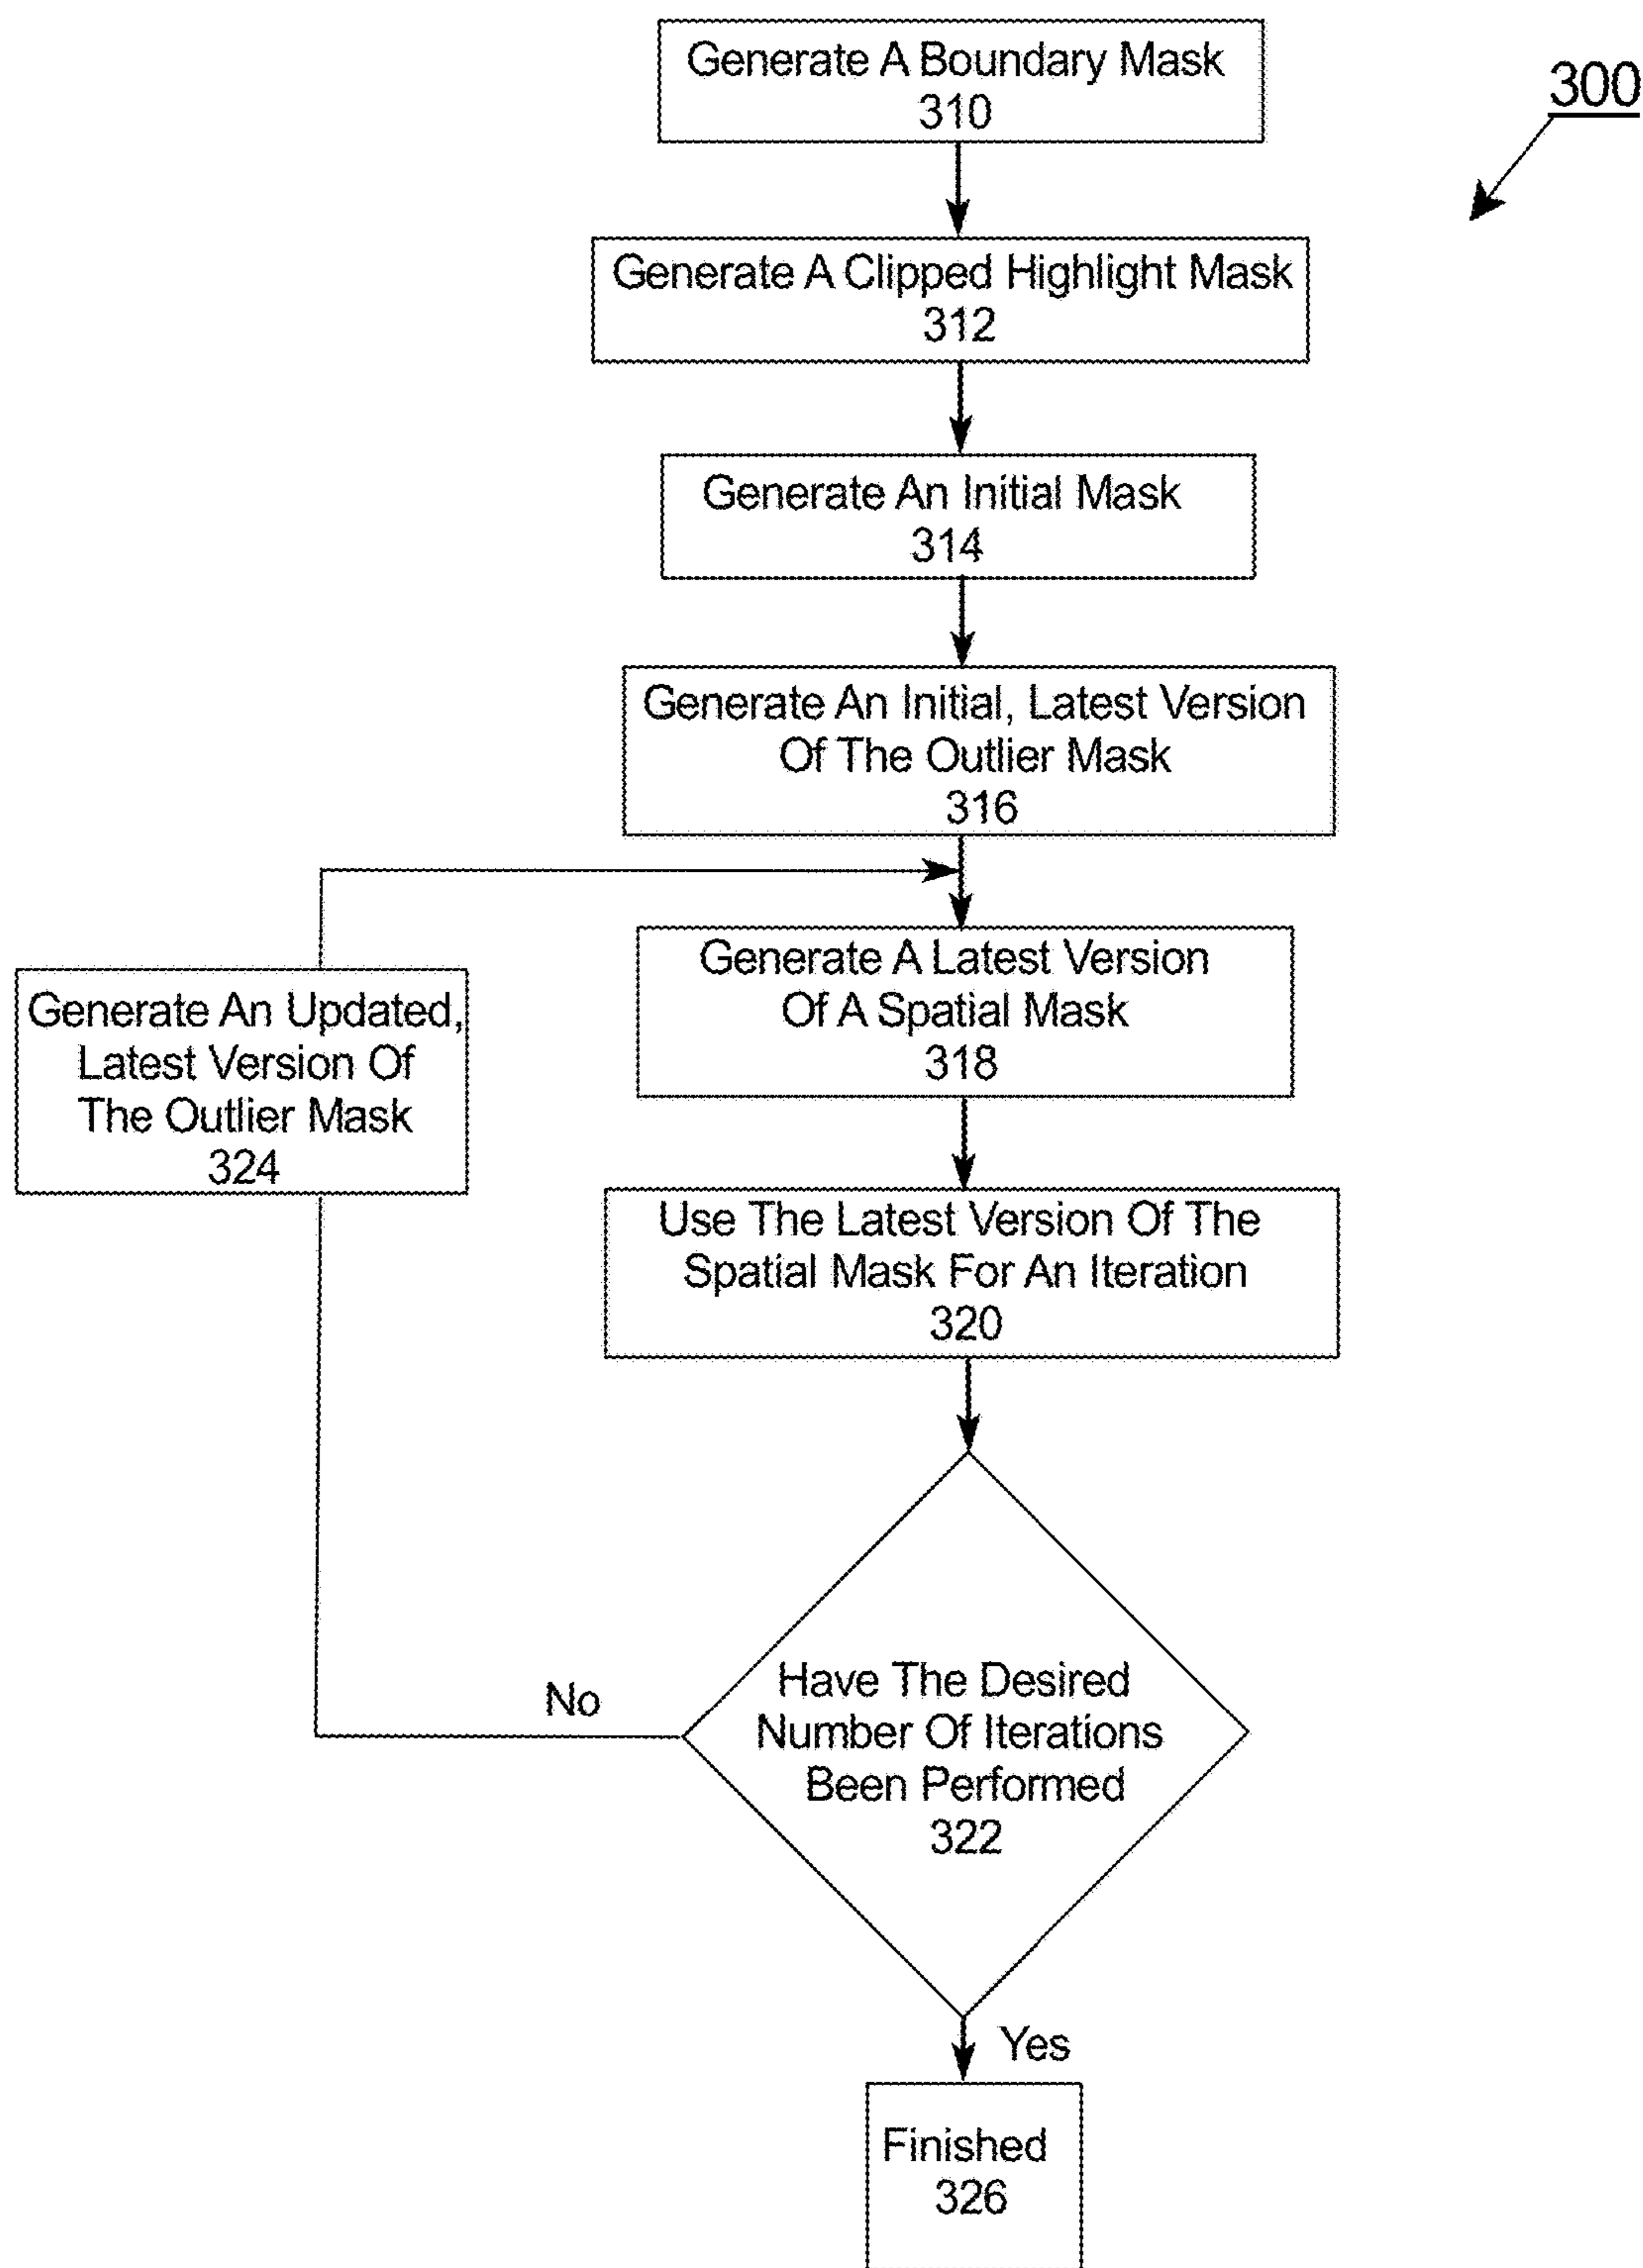 300
Generate A Boundary Mask
310
Generate A Clipped Highlight Mask
312
Generate An Initial Mask
314
Generate An Initial, Latest Version
Of The Outlier Mask
316
Generate A Latest Version
Of A Spatial Mask
318
Generate An Updated,
Latest Version Of
The Outlier Mask
324
Use The Latest Version Of The
Spatial Mask For An Iteration
320
Have The Desired
Number Of Iterations
Been Performed
322
No
Yes
Finished
326